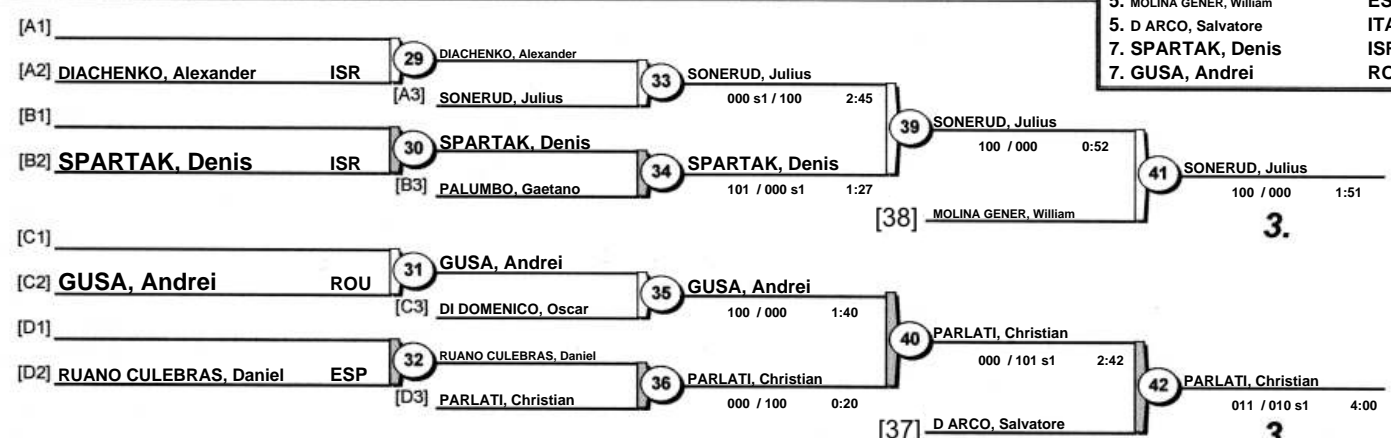 5. MOLINA GENER, William
5. D ARCO, Salvatore ITA
7. SPARTAK, Denis ISR
7. GUSA, Andrei
[A1]
[A2] DIACHENKO, Alexander ISR
29
DIACHENKO, Alexander
[A3] SONERUD, Julius
33
SONERUD, Julius
000 s1 / 100 2:45
[B1]
[B2] SPARTAK, Denis ISR
30
SPARTAK, Denis
[B3] PALUMBO, Gaetano
34
SPARTAK, Denis
101 / 000 s1 1:27
39
SONERUD, Julius
100 / 000 0:52
[38] MOLINA GENER, William
41
SONERUD, Julius
100 / 000 1:51
3.
[C1]
[C2] GUSA, Andrei ROU
31
GUSA, Andrei
[C3] DI DOMENICO, Oscar
35
GUSA, Andrei
100 / 000 1:40
[D1]
[D2] RUANO CULEBRAS, Daniel ESP
32
RUANO CULEBRAS, Daniel
[D3] PARLATI, Christian
36
PARLATI, Christian
000 / 100 0:20
40
PARLATI, Christian
000 / 101 s1 2:42
[37] D ARCO, Salvatore
42
PARLATI, Christian
011 / 010 s1 4:00